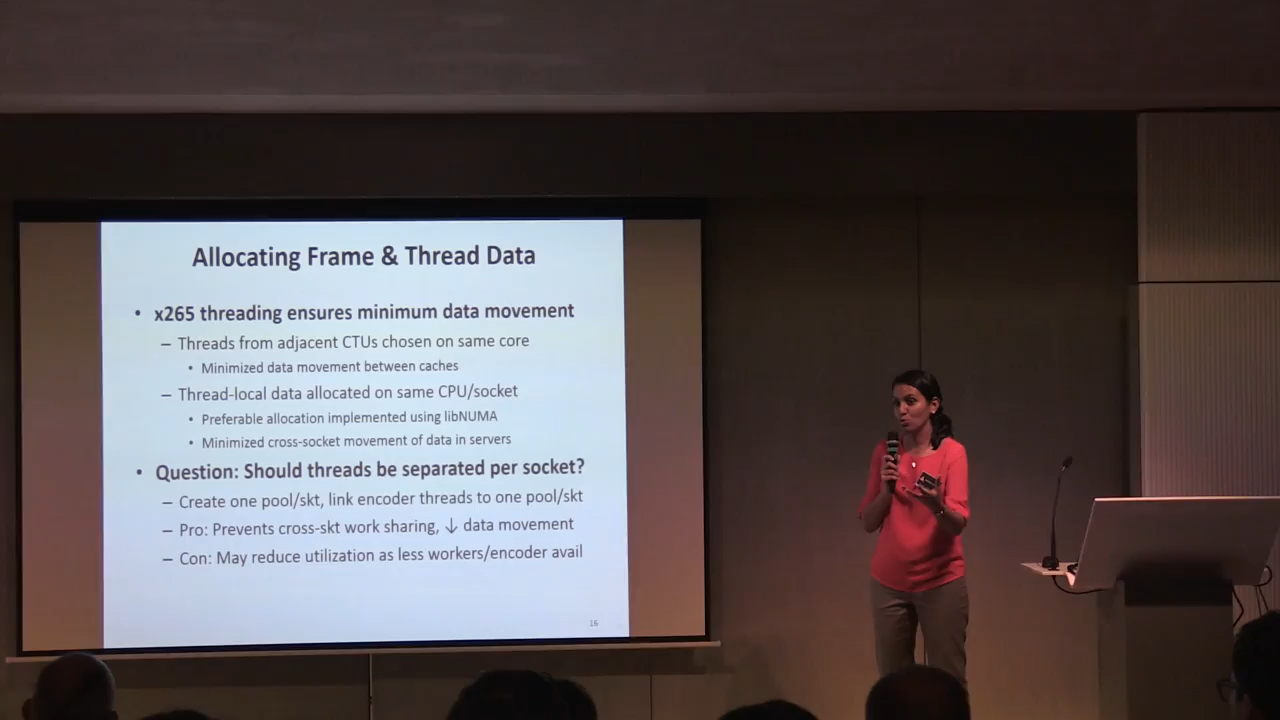 Allocating Frame & Thread Data
• x265 threading ensures minimum data movement
– Threads from adjacent CTUs chosen on same core
• Minimized data movement between caches
– Thread-local data allocated on same CPU/socket
• Preferable allocation implemented using libNUMA
• Minimized cross-socket movement of data in servers
• Question: Should threads be separated per socket?
– Create one pool/skt, link encoder threads to one pool/skt
– Pro: Prevents cross-skt work sharing, ↓ data movement
– Con: May reduce utilization as less workers/encoder avail
16